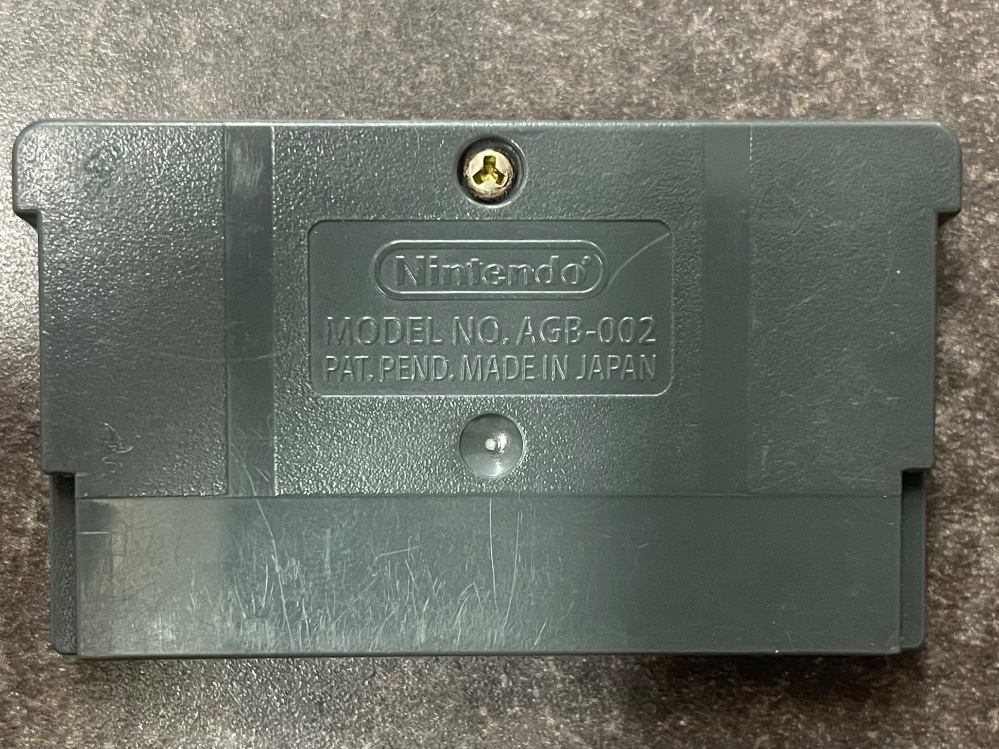 Nintendo®
MODEL NO. AGB-002
PAT. PEND. MADE IN JAPAN